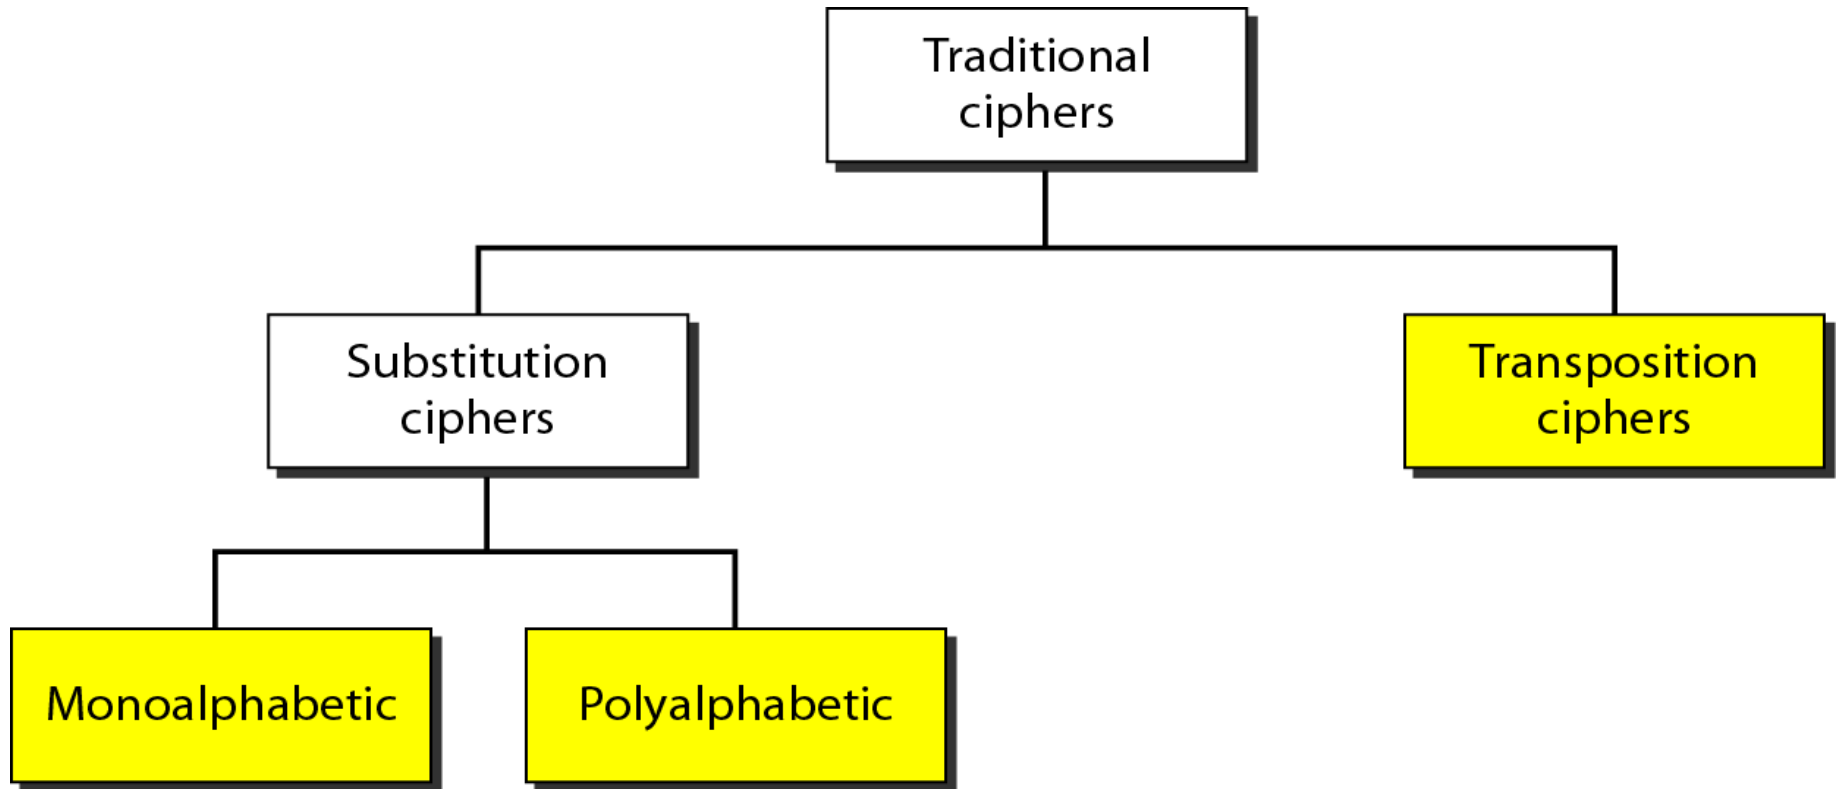 Traditional
ciphers
Substitution
ciphers
Transposition
ciphers
Monoalphabetic
Polyalphabetic